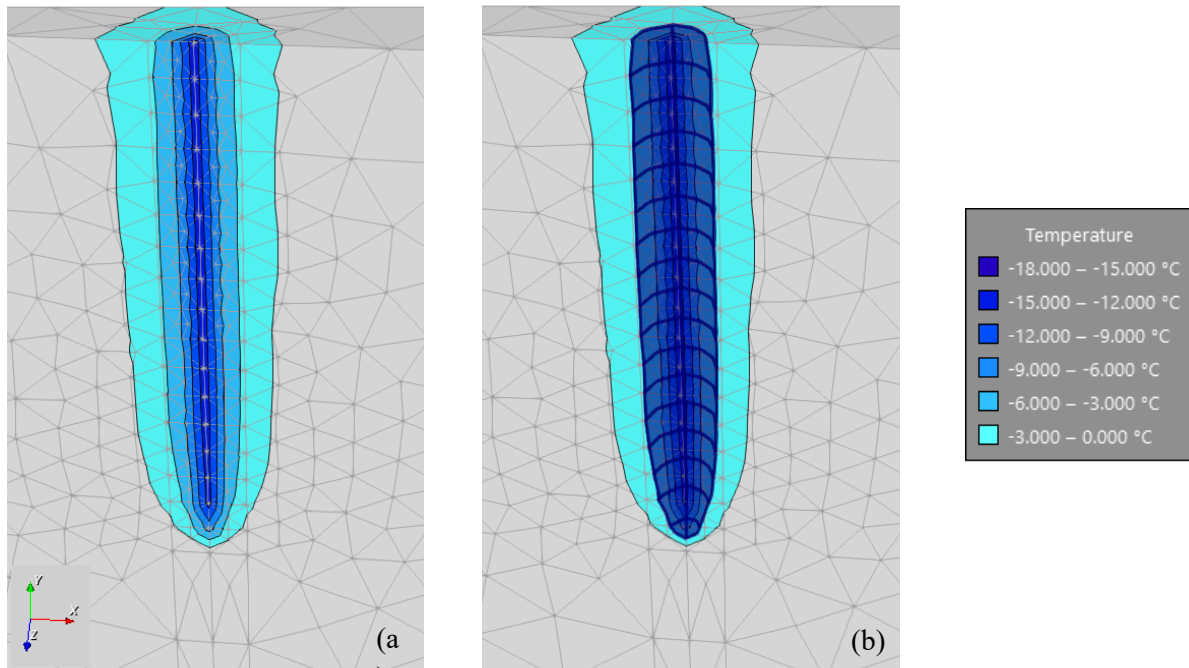 Y
X
Z
(a
)
(b)
Temperature
-18.000 – -15.000 °C
-15.000 – -12.000 °C
-12.000 – -9.000 °C
-9.000 – -6.000 °C
-6.000 – -3.000 °C
-3.000 – 0.000 °C